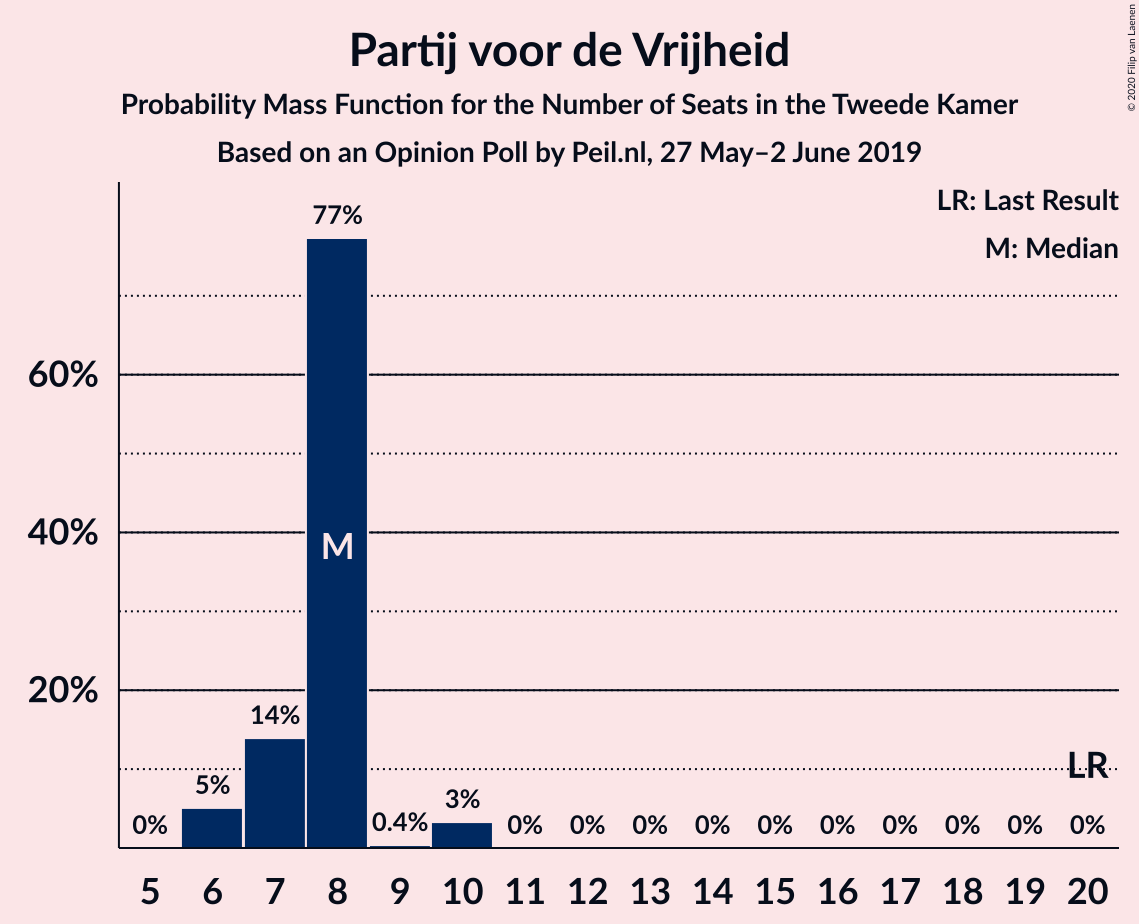 Partij voor de Vrijheid
Probability Mass Function for the Number of Seats in the Tweede Kamer
Based on an Opinion Poll by Peil.nl, 27 May–2 June 2019
© 2020 Filip van Laenen
LR: Last Result
M: Median
77%
60%
40%
M
20%
14%
LR
5%
3%
0% 0.4% 0% 0% 0% 0% 0% 0% 0% 0% 0% 0%
5 6 7 8 9 10 11 12 13 14 15 16 17 18 19 20